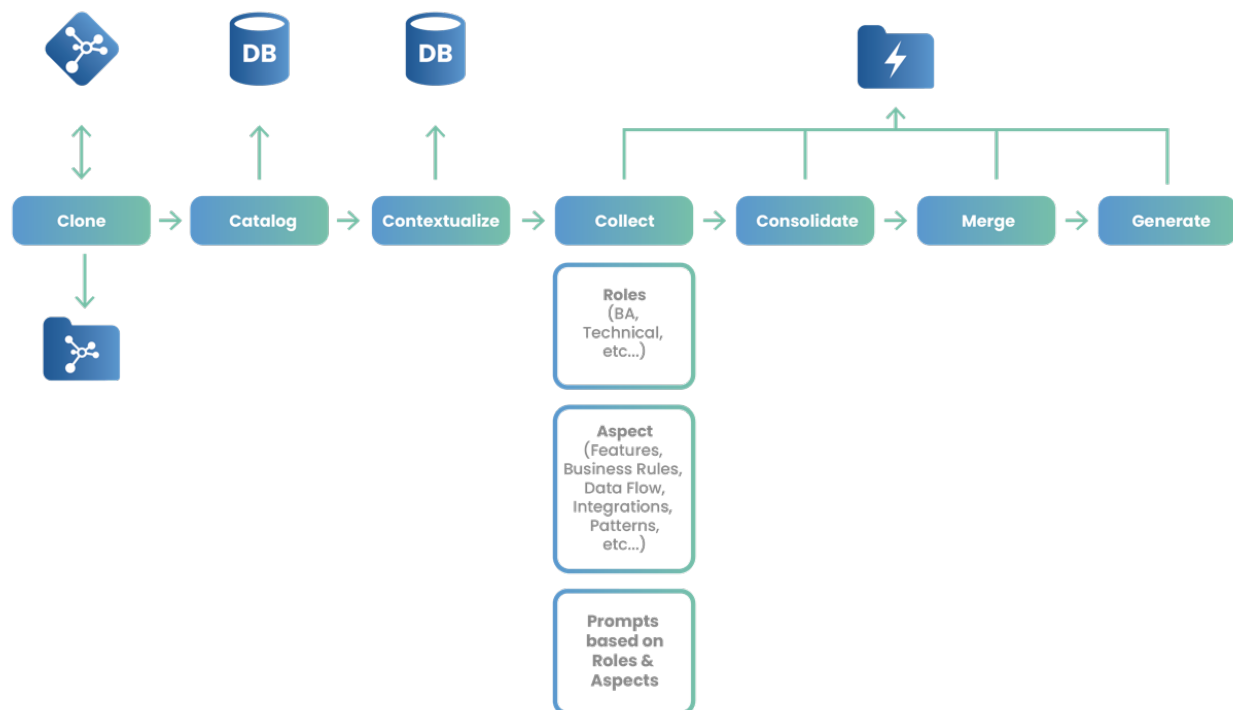 DB
DB
Clone
Catalog
Contextualize
Collect
Consolidate
Merge
Generate
Roles
(BA,
Technical,
etc...)
Aspect
(Features,
Business Rules,
Data Flow,
Integrations,
Patterns,
etc...)
Prompts
based on
Roles &
Aspects